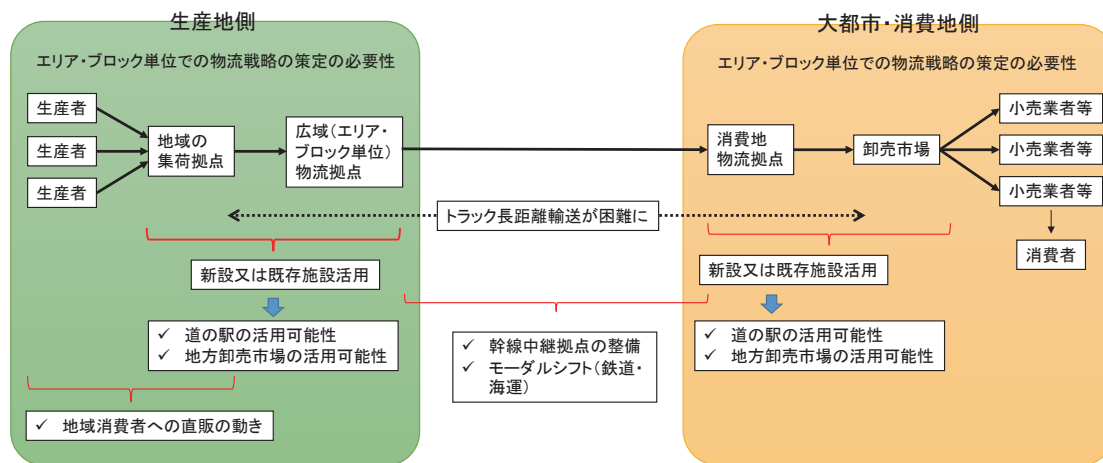 生産地側
エリア・ブロック単位での物流戦略の策定の必要性
生産者
生産者
生産者
地域の
集荷拠点
広域（エリア・
ブロック単位）
物流拠点
大都市・消費地側
エリア・ブロック単位での物流戦略の策定の必要性
消費地
物流拠点
卸売市場
小売業者等
小売業者等
小売業者等
消費者
トラック長距離輸送が困難に
新設又は既存施設活用
✓ 道の駅の活用可能性
✓ 地方卸売市場の活用可能性
✓ 地域消費者への直販の動き
✓ 幹線中継拠点の整備
✓ モーダルシフト（鉄道・
海運）
新設又は既存施設活用
✓ 道の駅の活用可能性
✓ 地方卸売市場の活用可能性